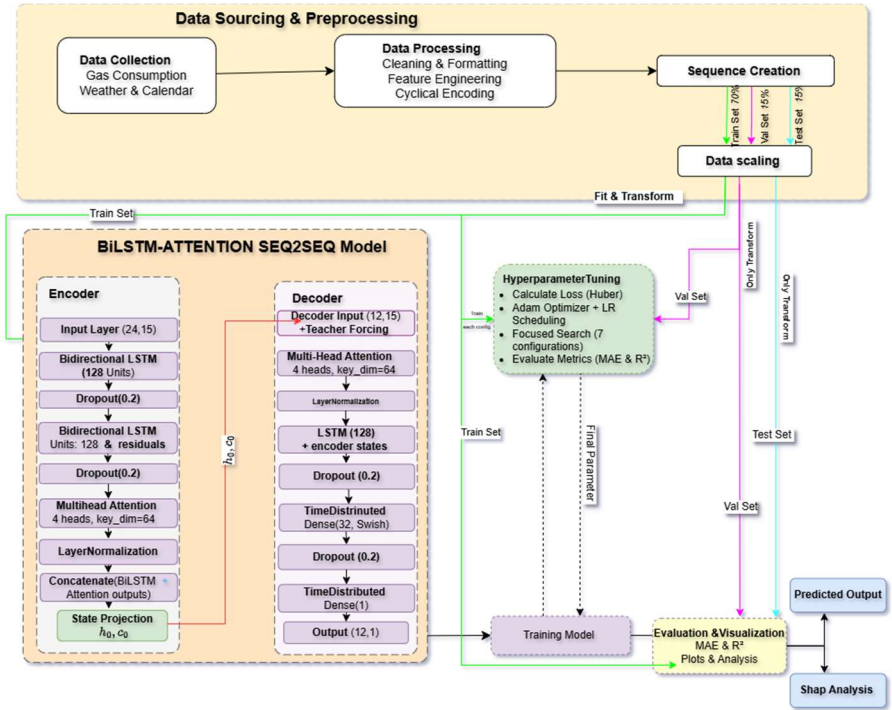 Data Sourcing & Preprocessing
Data Collection
Gas Consumption
Weather & Calendar
Data Processing
Cleaning & Formatting
Feature Engineering
Cyclical Encoding
Sequence Creation
Train Set 70%
Val Set 15%
Test Set 15%
Data scaling
Fit & Transform
Train Set
BiLSTM-ATTENTION SEQ2SEQ Model
Encoder
Input Layer (24,15)
Bidirectional LSTM
(128 Units)
Dropout(0.2)
Bidirectional LSTM
Units: 128 & residuals
Dropout(0.2)
Multihead Attention
4 heads, key_dim=64
LayerNormalization
Concatenate(BiLSTM +
Attention outputs)
State Projection
h₀, c₀
h₀, c₀
Decoder
Decoder Input (12,15)
+Teacher Forcing
Multi-Head Attention
4 heads, key_dim=64
LayerNormalization
LSTM (128)
+ encoder states
Dropout (0.2)
TimeDistrinuted
Dense(32, Swish)
Dropout (0.2)
TimeDistrinuted
Dense(1)
Output (12,1)
HyperparameterTuning
• Calculate Loss (Huber)
• Adam Optimizer + LR
Scheduling
• Focused Search (7
configurations)
• Evaluate Metrics (MAE & R²)
Train
each config
Val Set
Only Transform
Only Transform
Train Set
Final Parameter
Test Set
Val Set
Training Model
Evaluation &Visualization
MAE & R²
Plots & Analysis
Predicted Output
Shap Analysis